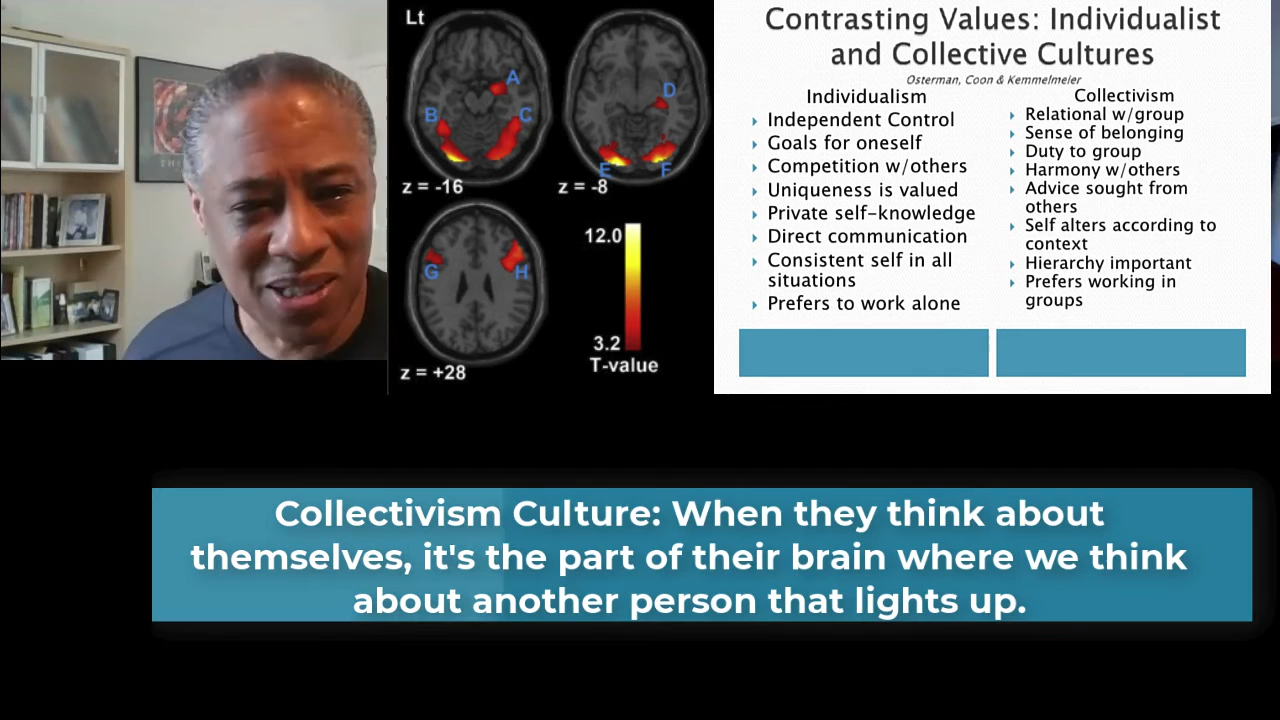 Lt
A
B
C
z = -16
D
E
F
z = -8
G
H
z = +28
12.0
3.2
T-value
Contrasting Values: Individualist
and Collective Cultures
Osterman, Coon & Kemmelmeier
Individualism
Independent Control
Goals for oneself
Competition w/others
Uniqueness is valued
Private self-knowledge
Direct communication
Consistent self in all
situations
Prefers to work alone
Collectivism
Relational w/group
Sense of belonging
Duty to group
Harmony w/others
Advice sought from
others
Self alters according to
context
Hierarchy important
Prefers working in
groups
Collectivism Culture: When they think about
themselves, it's the part of their brain where we think
about another person that lights up.